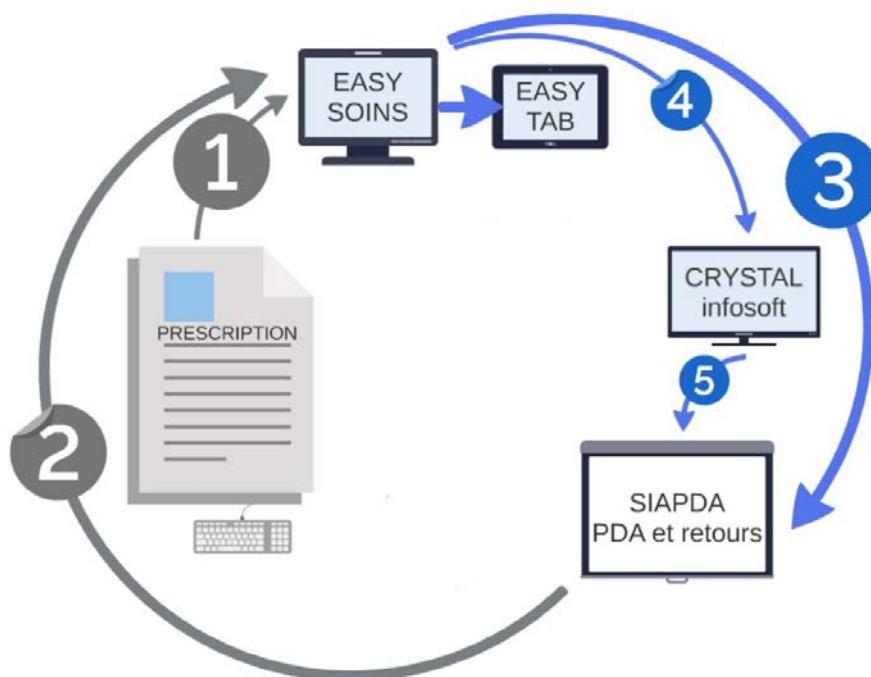 EASY
SOINS
EASY
TAB
4
1
3
CRYSTAL
infosoft
PRESCRIPTION
5
2
SIAPDA
PDA et retours